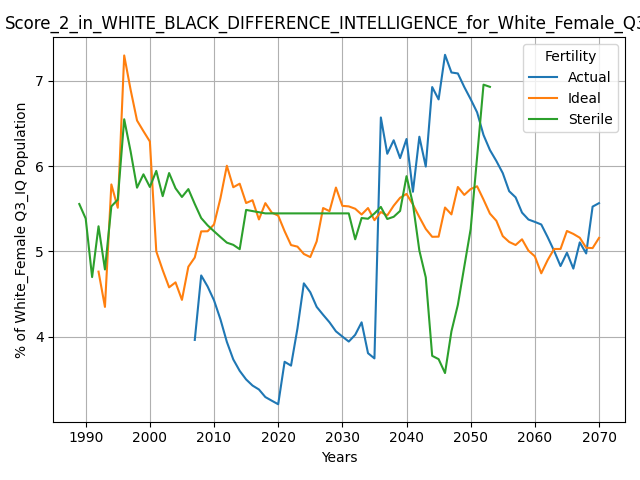 Score_2_in_WHITE_BLACK_DIFFERENCE_INTELLIGENCE_for_White_Female_Q3
Fertility
Actual
Ideal
Sterile
% of White_Female Q3_IQ Population
7
6
5
4
1990 2000 2010 2020 2030 2040 2050 2060 2070
Years